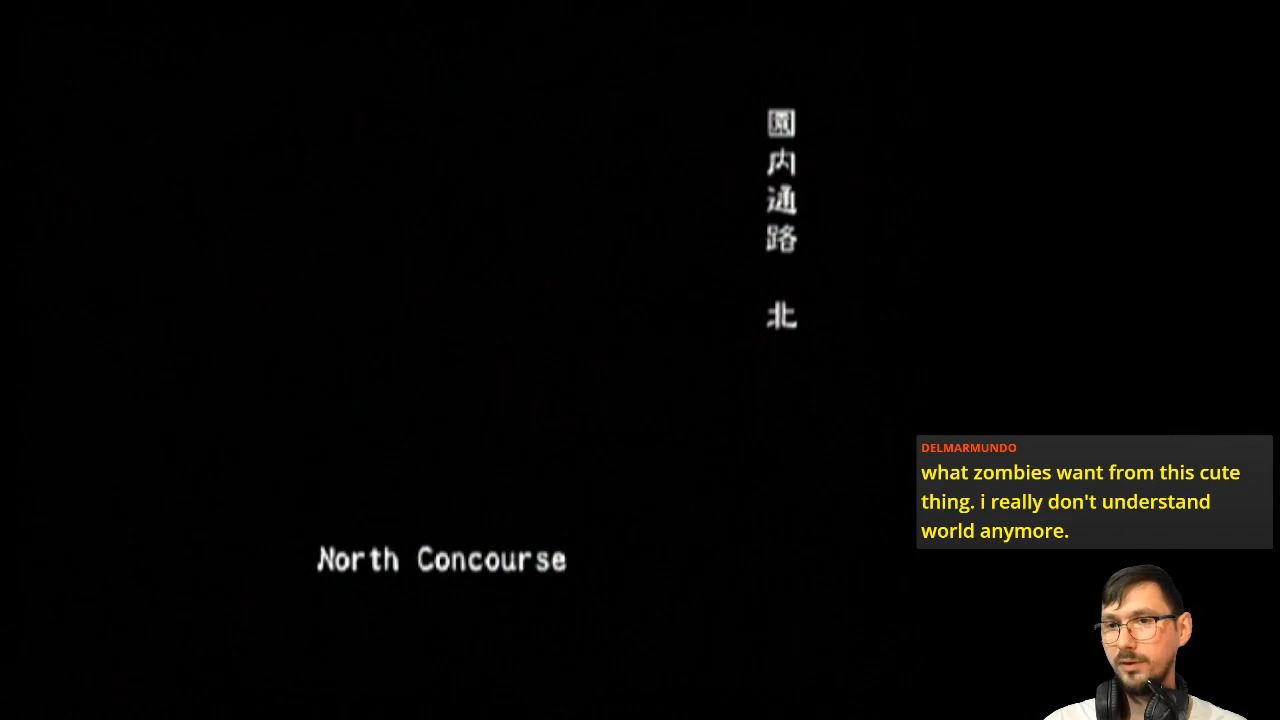 園内通路 北
North Concourse
DELMARMUNDO
what zombies want from this cute
thing. i really don't understand
world anymore.